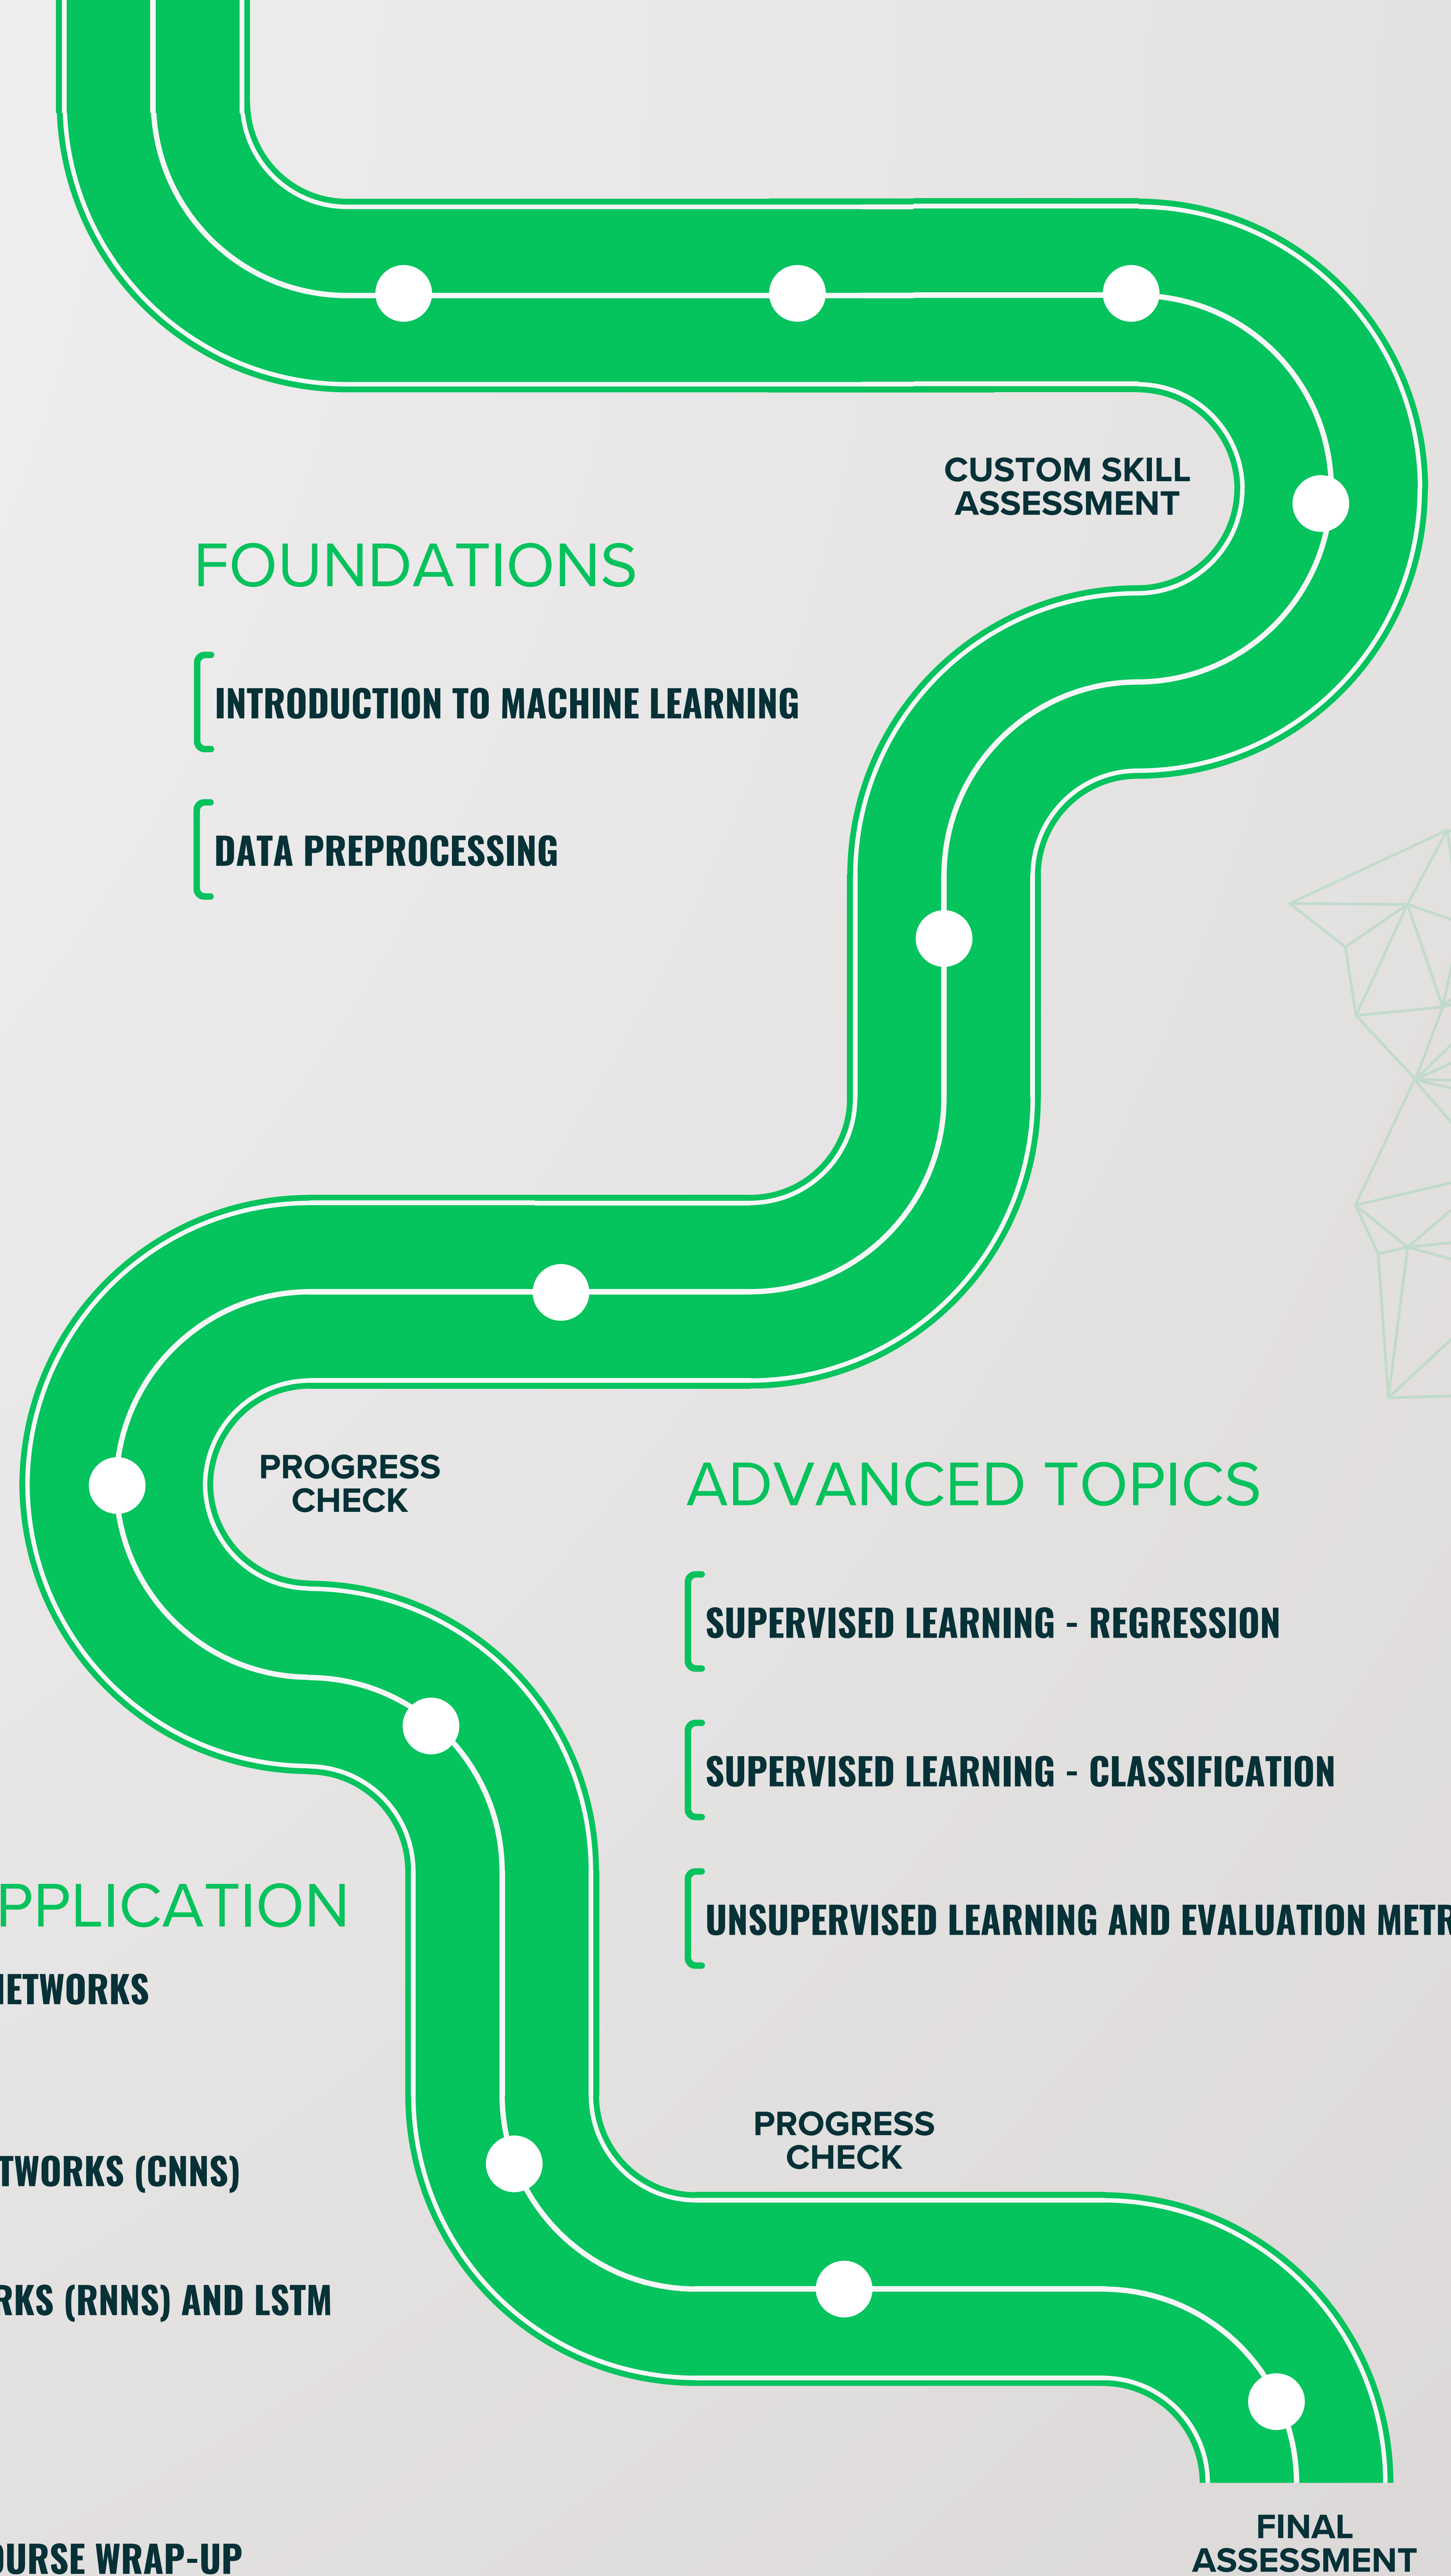 CUSTOM SKILL
ASSESSMENT
FOUNDATIONS
INTRODUCTION TO MACHINE LEARNING
DATA PREPROCESSING
PROGRESS
CHECK
ADVANCED TOPICS
SUPERVISED LEARNING - REGRESSION
SUPERVISED LEARNING - CLASSIFICATION
UNSUPERVISED LEARNING AND EVALUATION
PPLICATION
ETWORKS
TWORKS (CNNS)
RKS (RNNS) AND LSTM
PROGRESS
CHECK
FINAL
ASSESSMENT
OURSE WRAP-UP